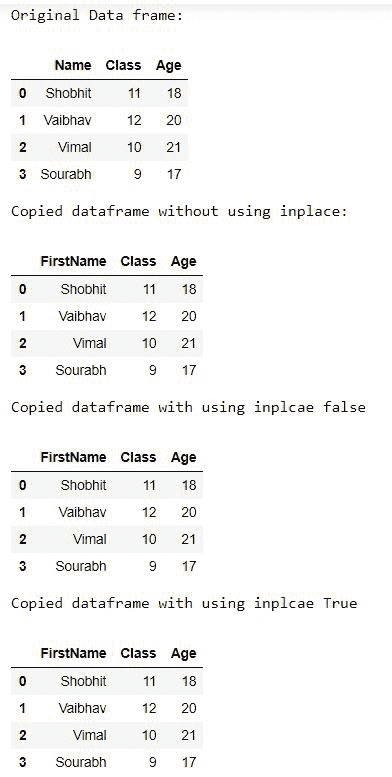 Original Data frame:
Name Class Age
0 Shobhit 11 18
1 Vaibhav 12 20
2 Vimal 10 21
3 Sourabh 9 17
Copied dataframe without using inplace:
FirstName Class Age
0 Shobhit 11 18
1 Vaibhav 12 20
2 Vimal 10 21
3 Sourabh 9 17
Copied dataframe with using inplcae false
FirstName Class Age
0 Shobhit 11 18
1 Vaibhav 12 20
2 Vimal 10 21
3 Sourabh 9 17
Copied dataframe with using inplcae True
FirstName Class Age
0 Shobhit 11 18
1 Vaibhav 12 20
2 Vimal 10 21
3 Sourabh 9 17